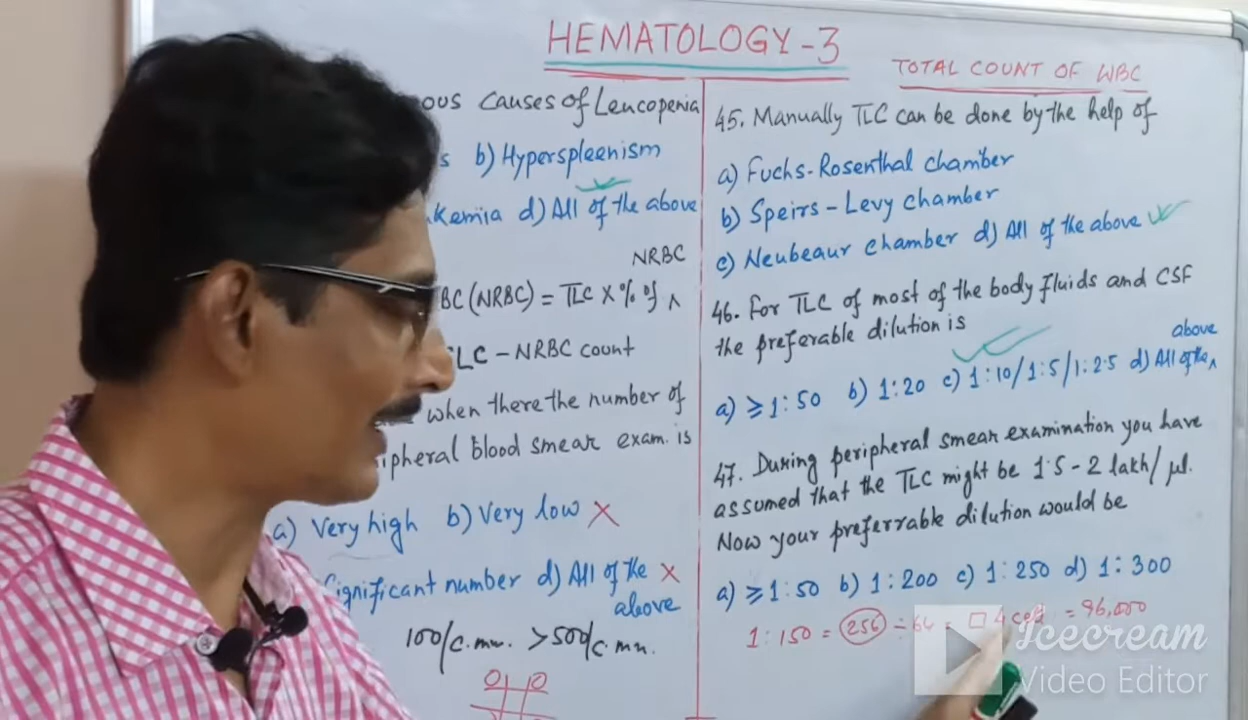 HEMATOLOGY-3
TOTAL COUNT OF WBC
ous Causes of Leucopenia
s b) Hyperspleenism
kemia d) All of the above
NRBC
BC (NRBC) = TLC X % of ʌ
LC - NRBC count
when there the number of
ipheral blood smear exam. is
a) Very high b) Very low X
ignificant number d) All of the X
above
100/c.mm. >500/c.mm.
45. Manually TLC can be done by the help of
a) Fuchs-Rosenthal chamber
b) Speirs-Levy chamber
c) Neubeaur chamber d) All of the above
46. For TLC of most of the body fluids and CSF
the preferable dilution is
above
a) ≥ 1:50 b) 1:20 c) 1:10/1:5/1:2.5 d) All of the ʌ
47. During peripheral smear examination you have
assumed that the TLC might be 1.5-2 lakh/µl.
Now your preferrable dilution would be
a) ≥ 1:50 b) 1:200 c) 1:250 d) 1:300
1:150 = 256 ÷ 64 = 4 cell = 96,000
Icecream
Video Editor